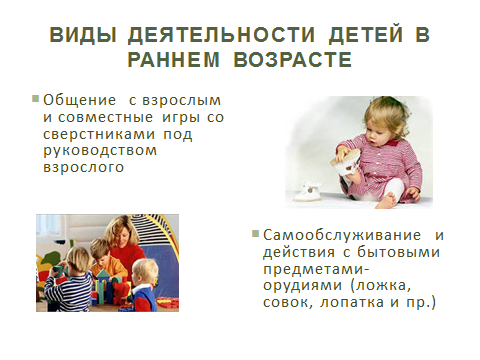 ВИДЫ ДЕЯТЕЛЬНОСТИ ДЕТЕЙ В
РАННЕМ ВОЗРАСТЕ
Общение с взрослым
и совместные игры со
сверстниками под
руководством
взрослого
Самообслуживание и
действия с бытовыми
предметами-
орудиями (ложка,
совок, лопатка и пр.)